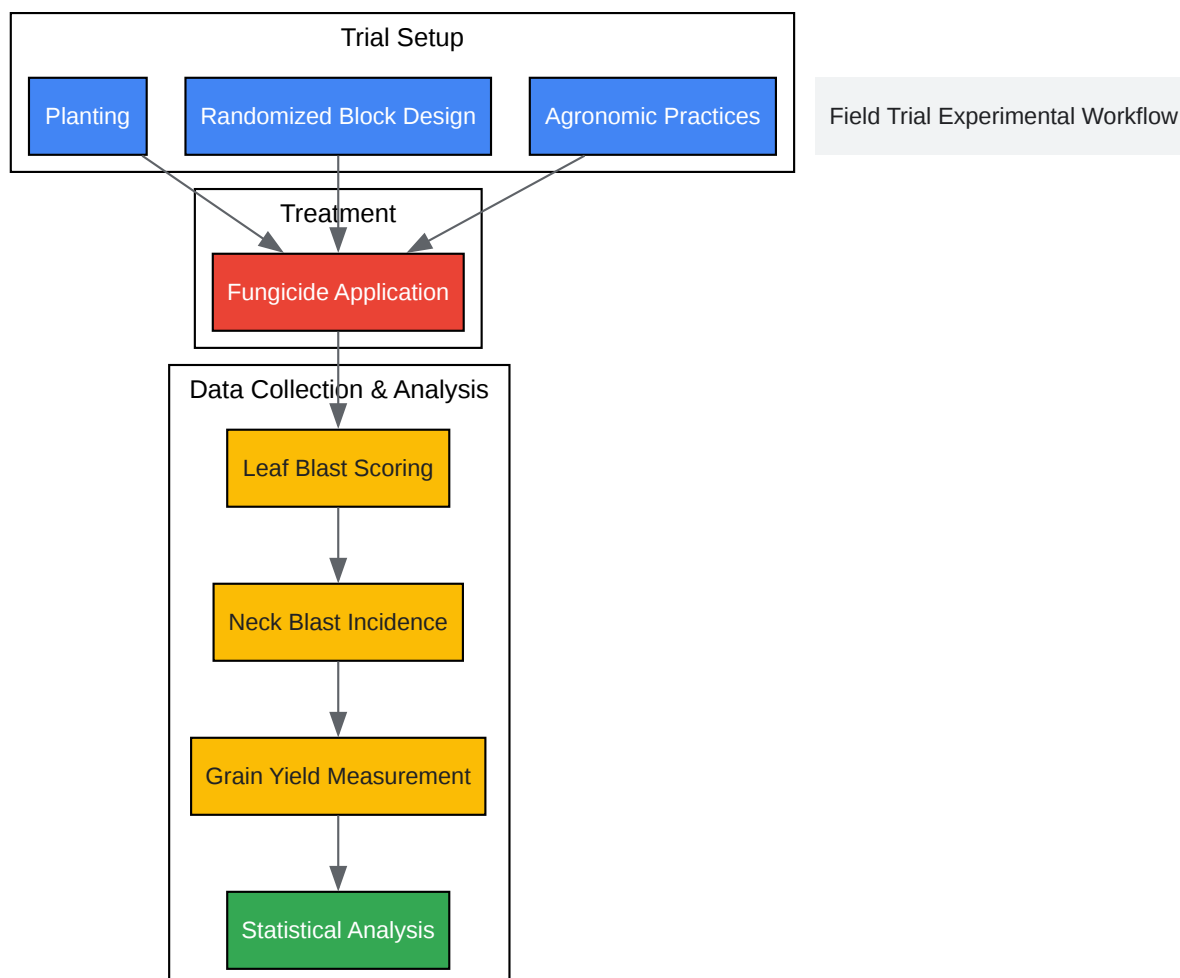 Trial Setup
Planting
Randomized Block Design
Agronomic Practices
Field Trial Experimental Workflow
Treatment
Fungicide Application
Data Collection & Analysis
Leaf Blast Scoring
Neck Blast Incidence
Grain Yield Measurement
Statistical Analysis